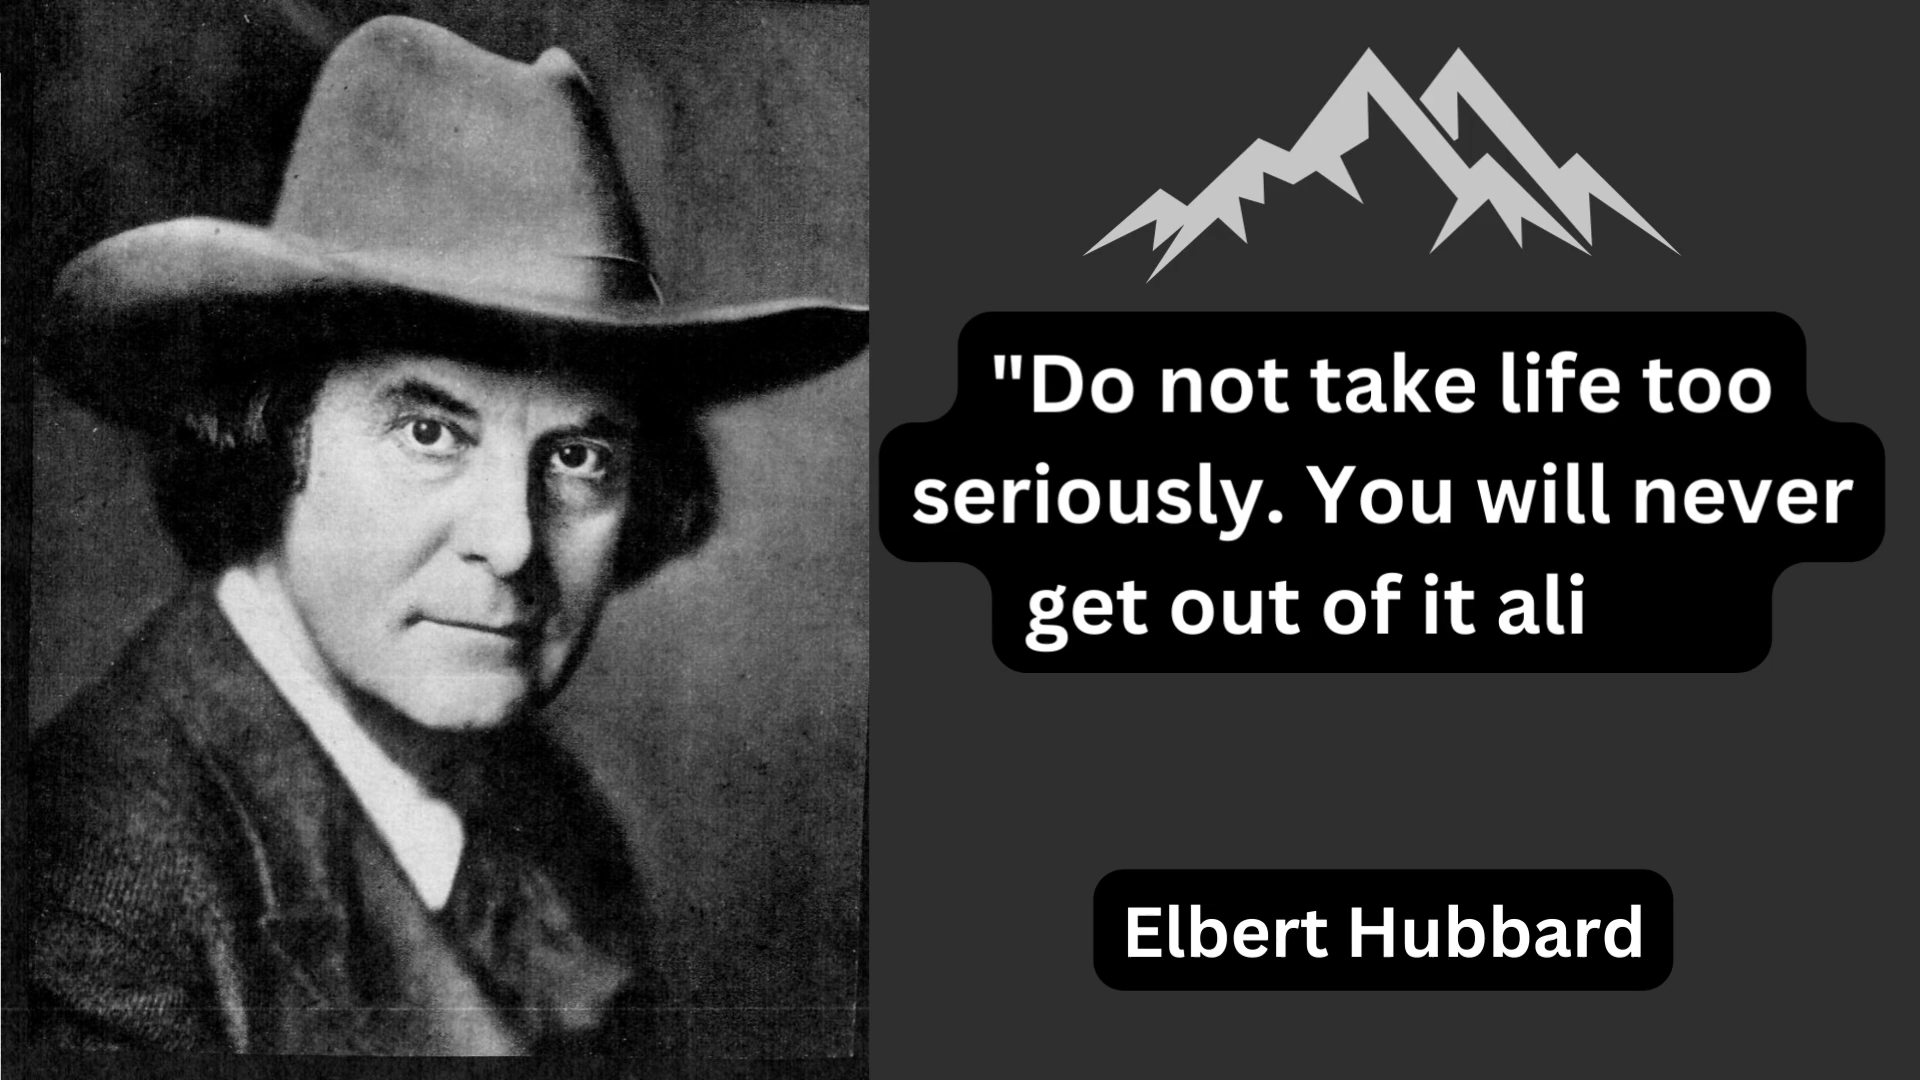 "Do not take life too
seriously. You will never
get out of it ali
Elbert Hubbard